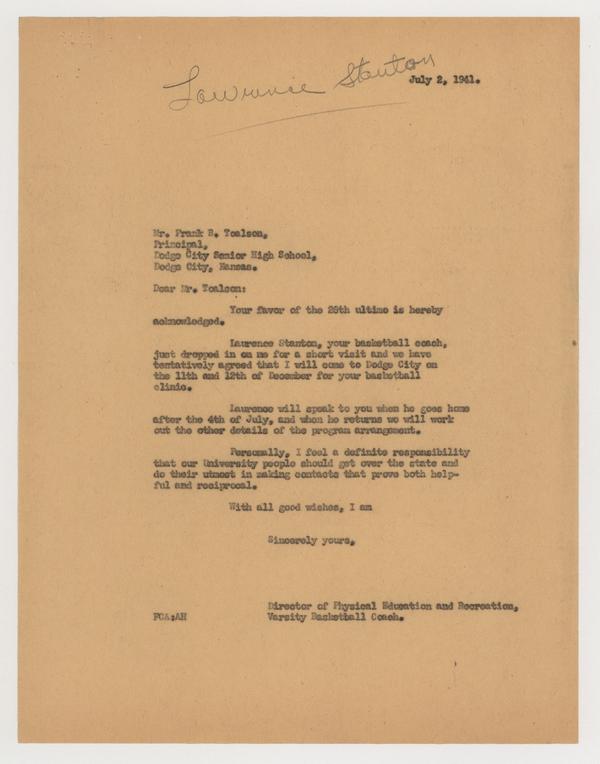 Lawrence Stanton
July 2, 1941.
Mr. Frank B. Toalson,
Principal,
Dodge City Senior High School,
Dodge City, Kansas.
Dear Mr. Toalson:
Your favor of the 26th ultimo is hereby
acknowledged.
Laurence Stanton, your basketball coach,
just dropped in on me for a short visit and we have
tentatively agreed that I will come to Dodge City on
the 11th and 12th of December for your basketball
clinic.
Laurence will speak to you when he goes home
after the 4th of July, and when he returns we will work
out the other details of the program arrangement.
Personally, I feel a definite responsibility
that our University people should get over the state and
do their utmost in making contacts that prove both help-
ful and reciprocal.
With all good wishes, I am
Sincerely yours,
Director of Physical Education and Recreation,
FCA:AH Varsity Basketball Coach.